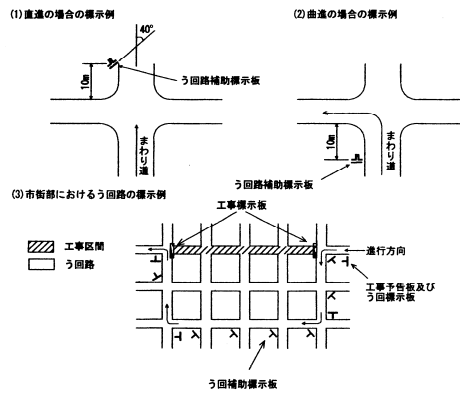 (1)直進の場合の標示例
40°
10m
う回路補助標示板
まわり道
(2)曲進の場合の標示例
10m
まわり道
う回路補助標示板
(3)市街部におけるう回路の標示例
工事標示板
工事区間
う回路
進行方向
工事予告板及び
う回標示板
う回補助標示板